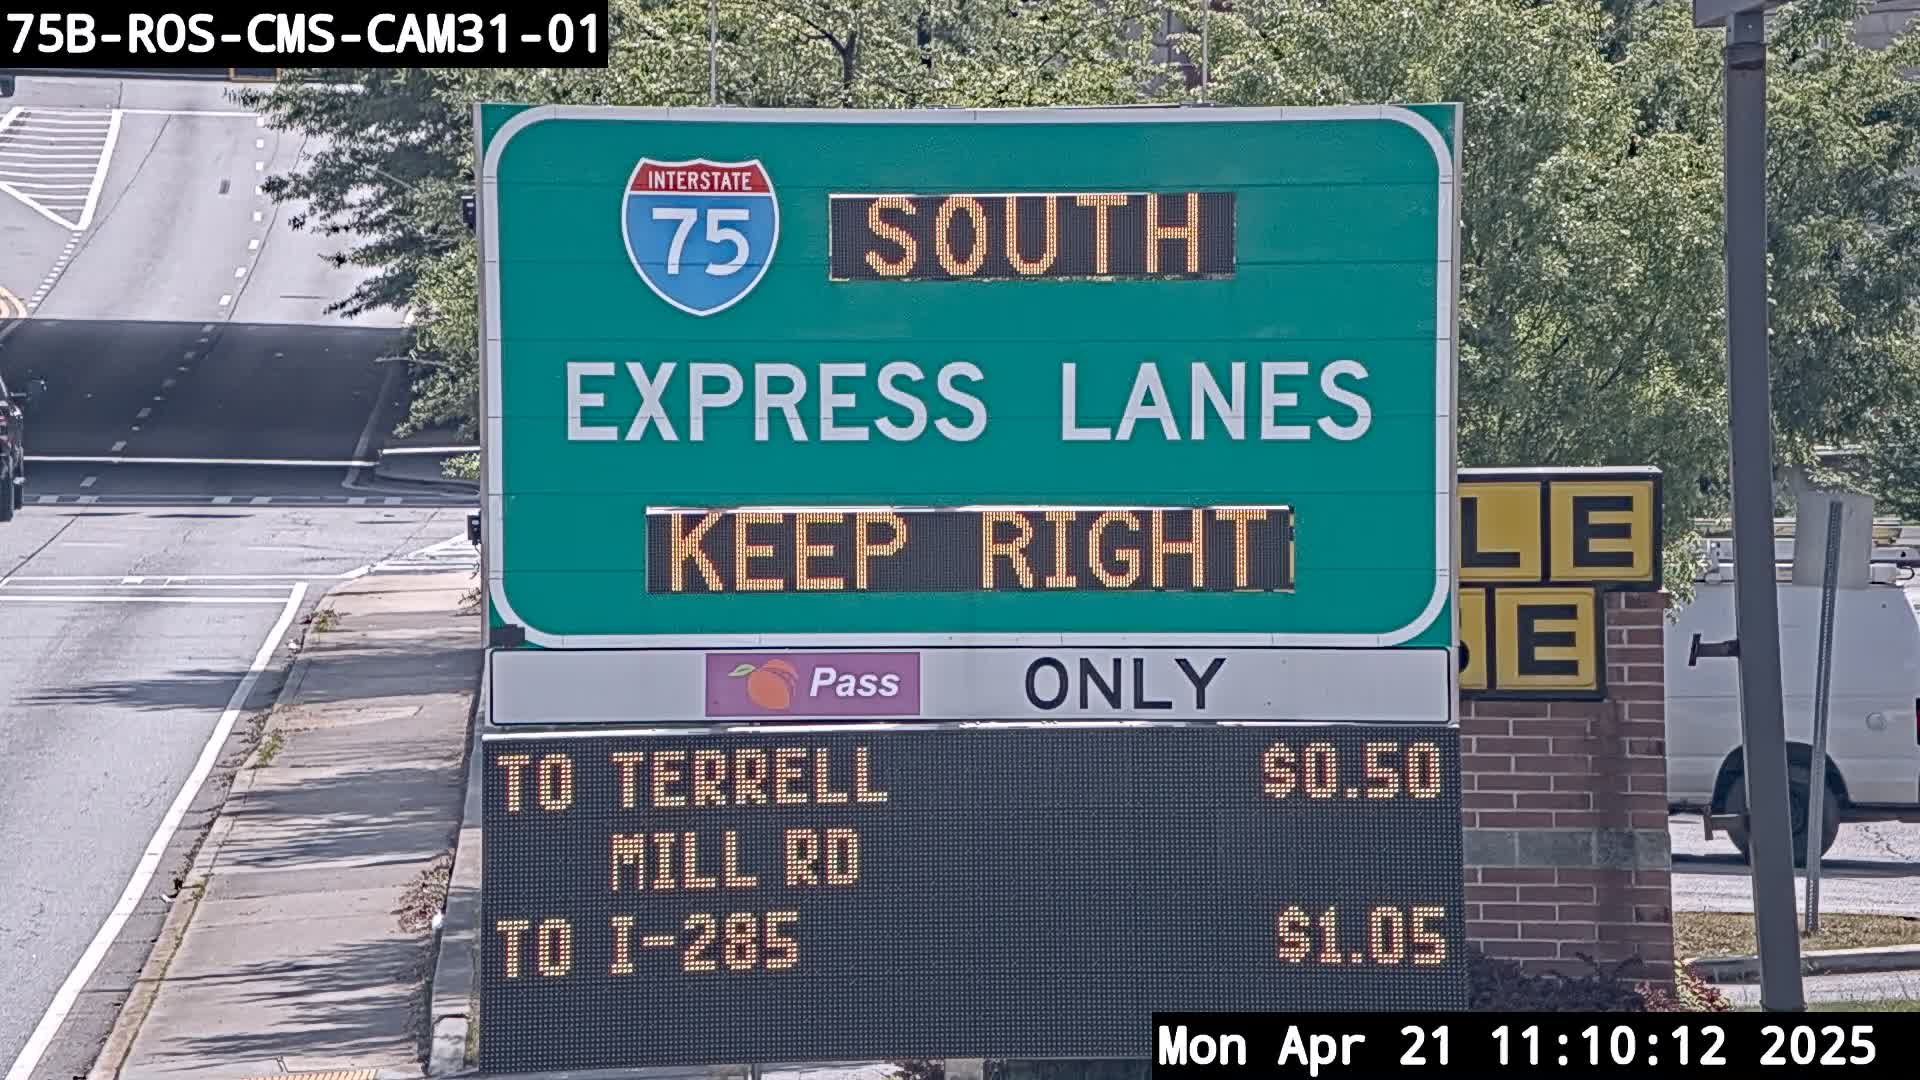 75B-ROS-CMS-CAM31-01
INTERSTATE
75
SOUTH
EXPRESS LANES
KEEP RIGHT
LE
E
Pass ONLY
TO TERRELL $0.50
MILL RD
TO I-285 $1.05
Mon Apr 21 11:10:12 2025